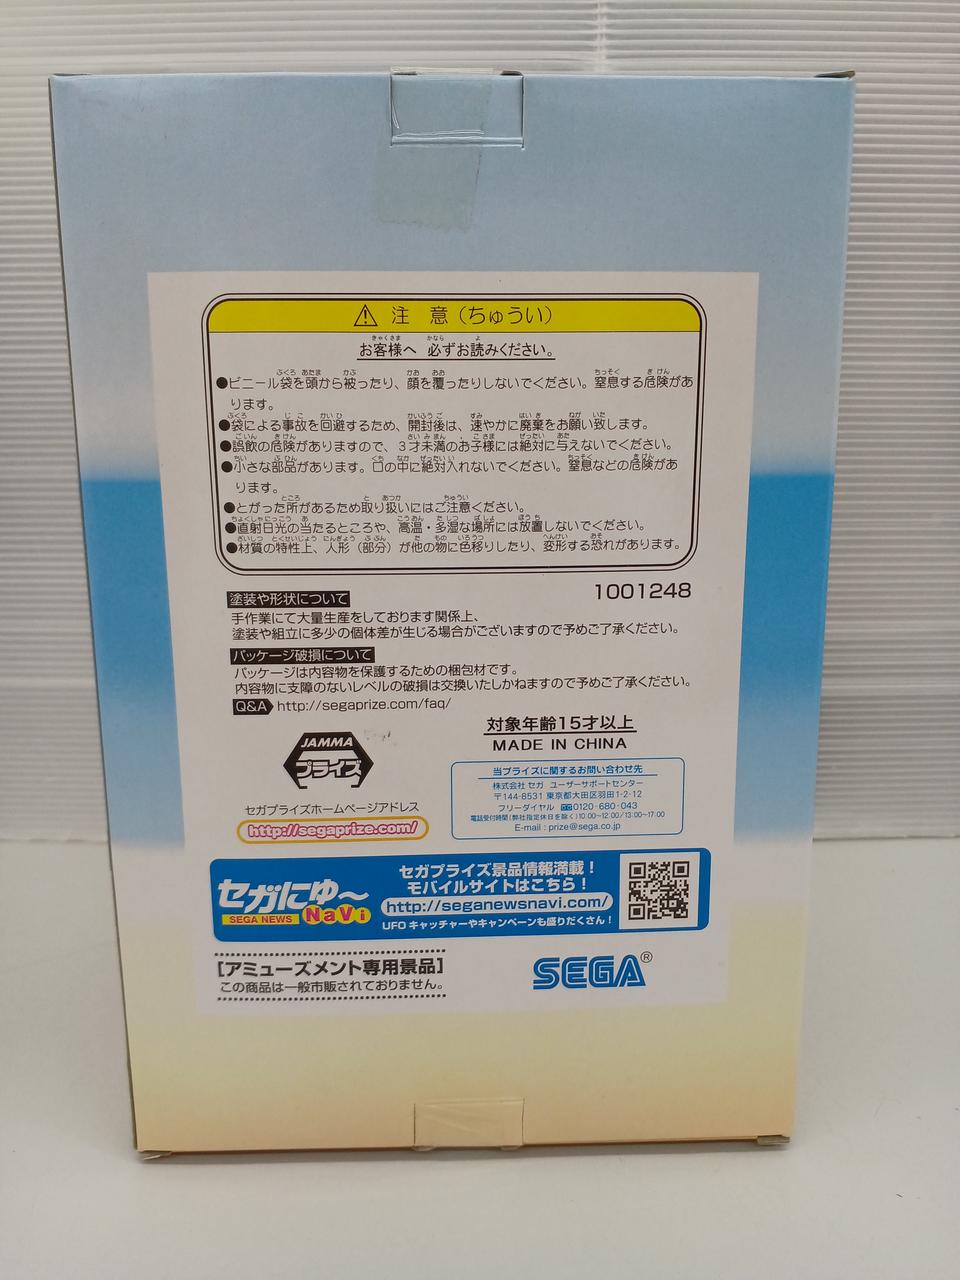 注 意（ちゅうい）
お客様へ 必ずお読みください。
●ビニール袋を頭から被ったり、顔を覆ったりしないでください。窒息する危険があ
ります。
●袋による事故を回避するため、開封後は、速やかに廃棄をお願い致します。
●誤飲の危険がありますので、3才未満のお子様には絶対に与えないでください。
●小さな部品があります。口の中に絶対入れないでください。窒息などの危険があ
ります。
●とがった所があるため取り扱いにはご注意ください。
●直射日光の当たるところや、高温・多湿な場所には放置しないでください。
●材質の特性上、人形（部分）が他の物に色移りしたり、変形する恐れがあります。
1001248
塗装や形状について
手作業にて大量生産をしております関係上、
塗装や組立に多少の個体差が生じる場合がございますので予めご了承ください。
パッケージ破損について
パッケージは内容物を保護するための梱包材です。
内容物に支障のないレベルの破損は交換いたしかねますので予めご了承ください。
Q&A http://segaprize.com/faq/
対象年齢15才以上
MADE IN CHINA
JAMMA
プライズ
セガプライズホームページアドレス
http://segaprize.com/
当プライズに関するお問い合わせ先
株式会社 セガ ユーザーサポートセンター
〒144-8531 東京都大田区羽田1-2-12
フリーダイヤル 0120-680-043
電話受付時間（弊社指定休日を除く）10:00~12:00/13:00~17:00
E-mail : prize@sega.co.jp
セガにゅ～
SEGA NEWS NaVi
セガプライズ景品情報満載！
モバイルサイトはこちら！
http://seganewsnavi.com/
UFOキャッチャーやキャンペーンも盛りだくさん！
［アミューズメント専用景品］
この商品は一般市販されておりません。
SEGA®